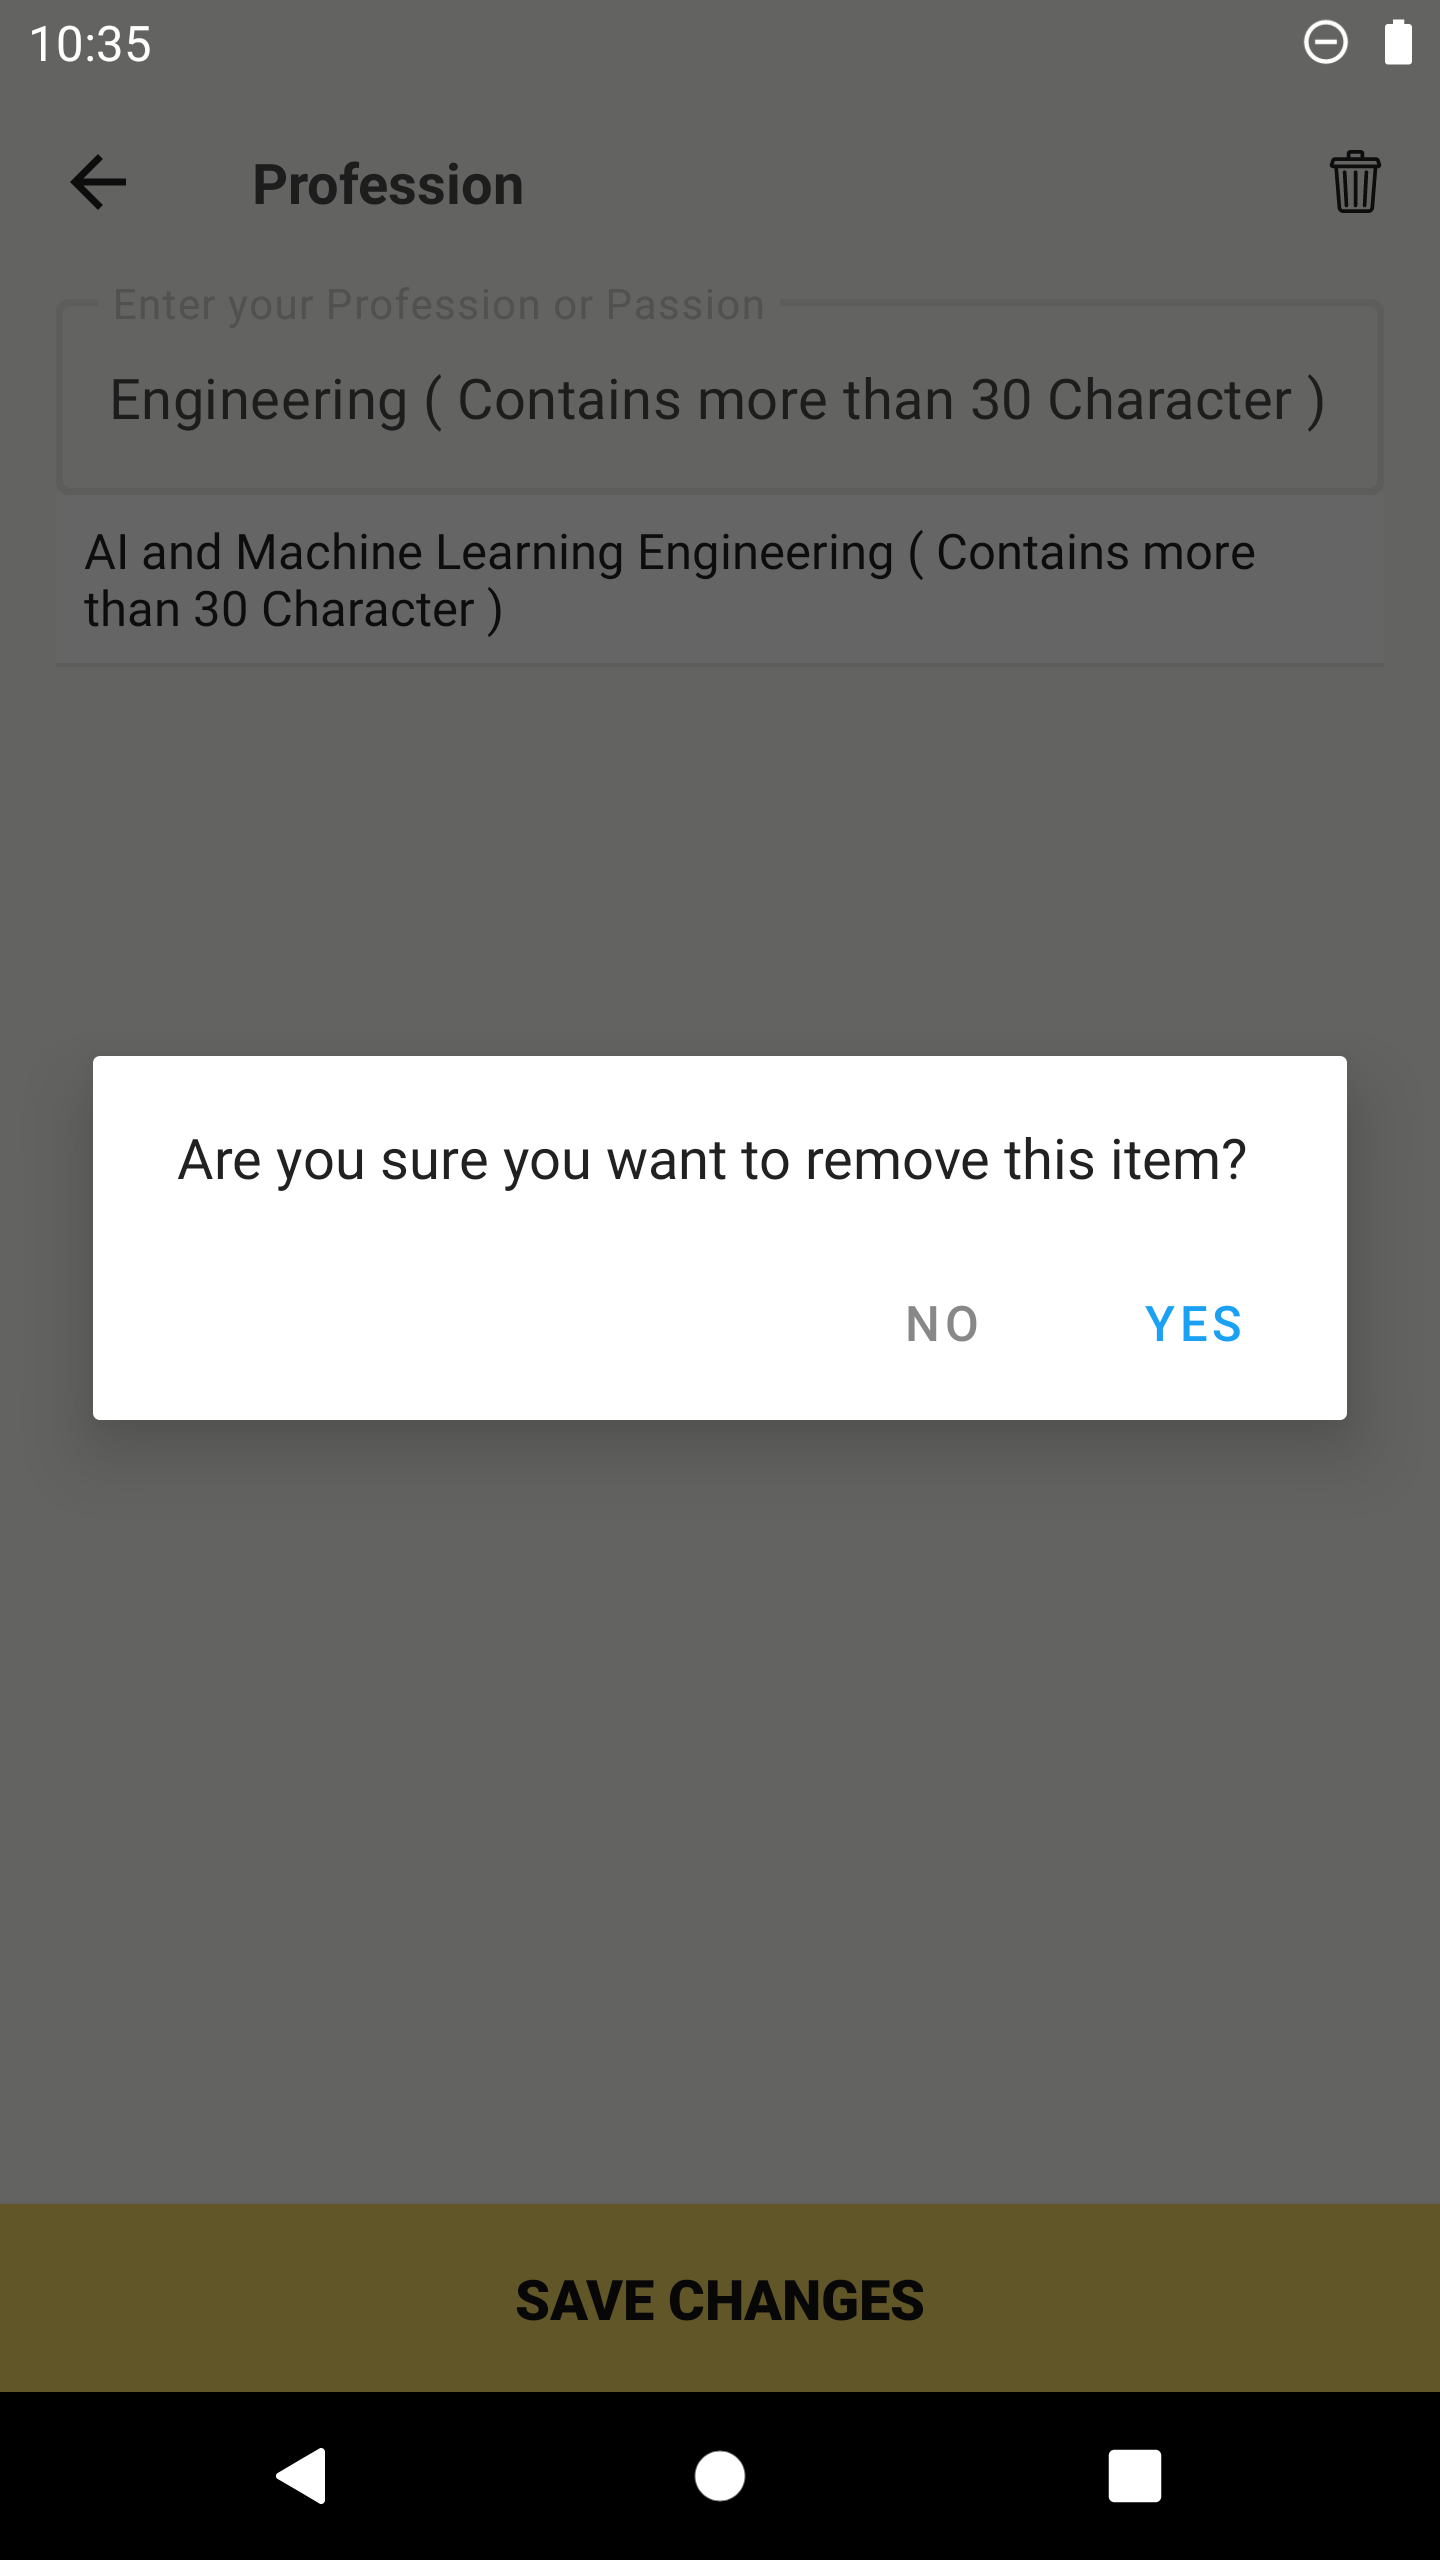 10:35
Profession
Enter your Profession or Passion
Engineering ( Contains more than 30 Character )
AI and Machine Learning Engineering ( Contains more
than 30 Character )
Are you sure you want to remove this item?
NO YES
SAVE CHANGES